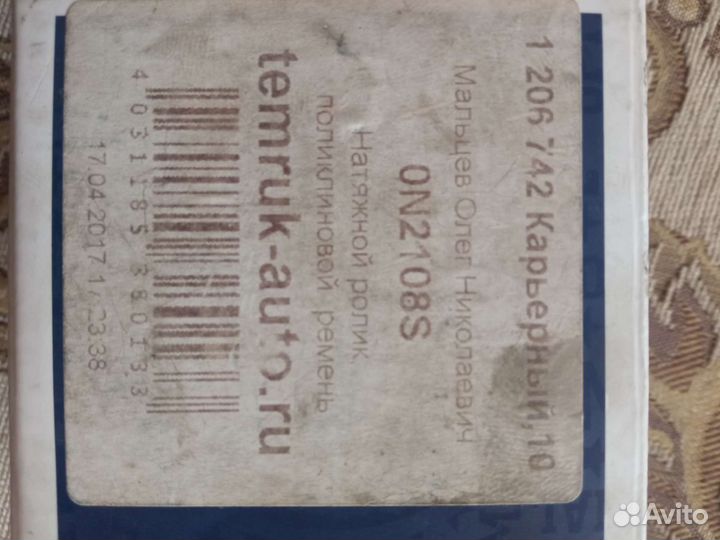 1 206 742 Карьерный,10
Мальцев Олег Николаевич
0N2108S
Натяжной ролик,
поликлиновой ремень
temruk-auto.ru
4 031185 380133
17.04.2017 17:23:38
Avito